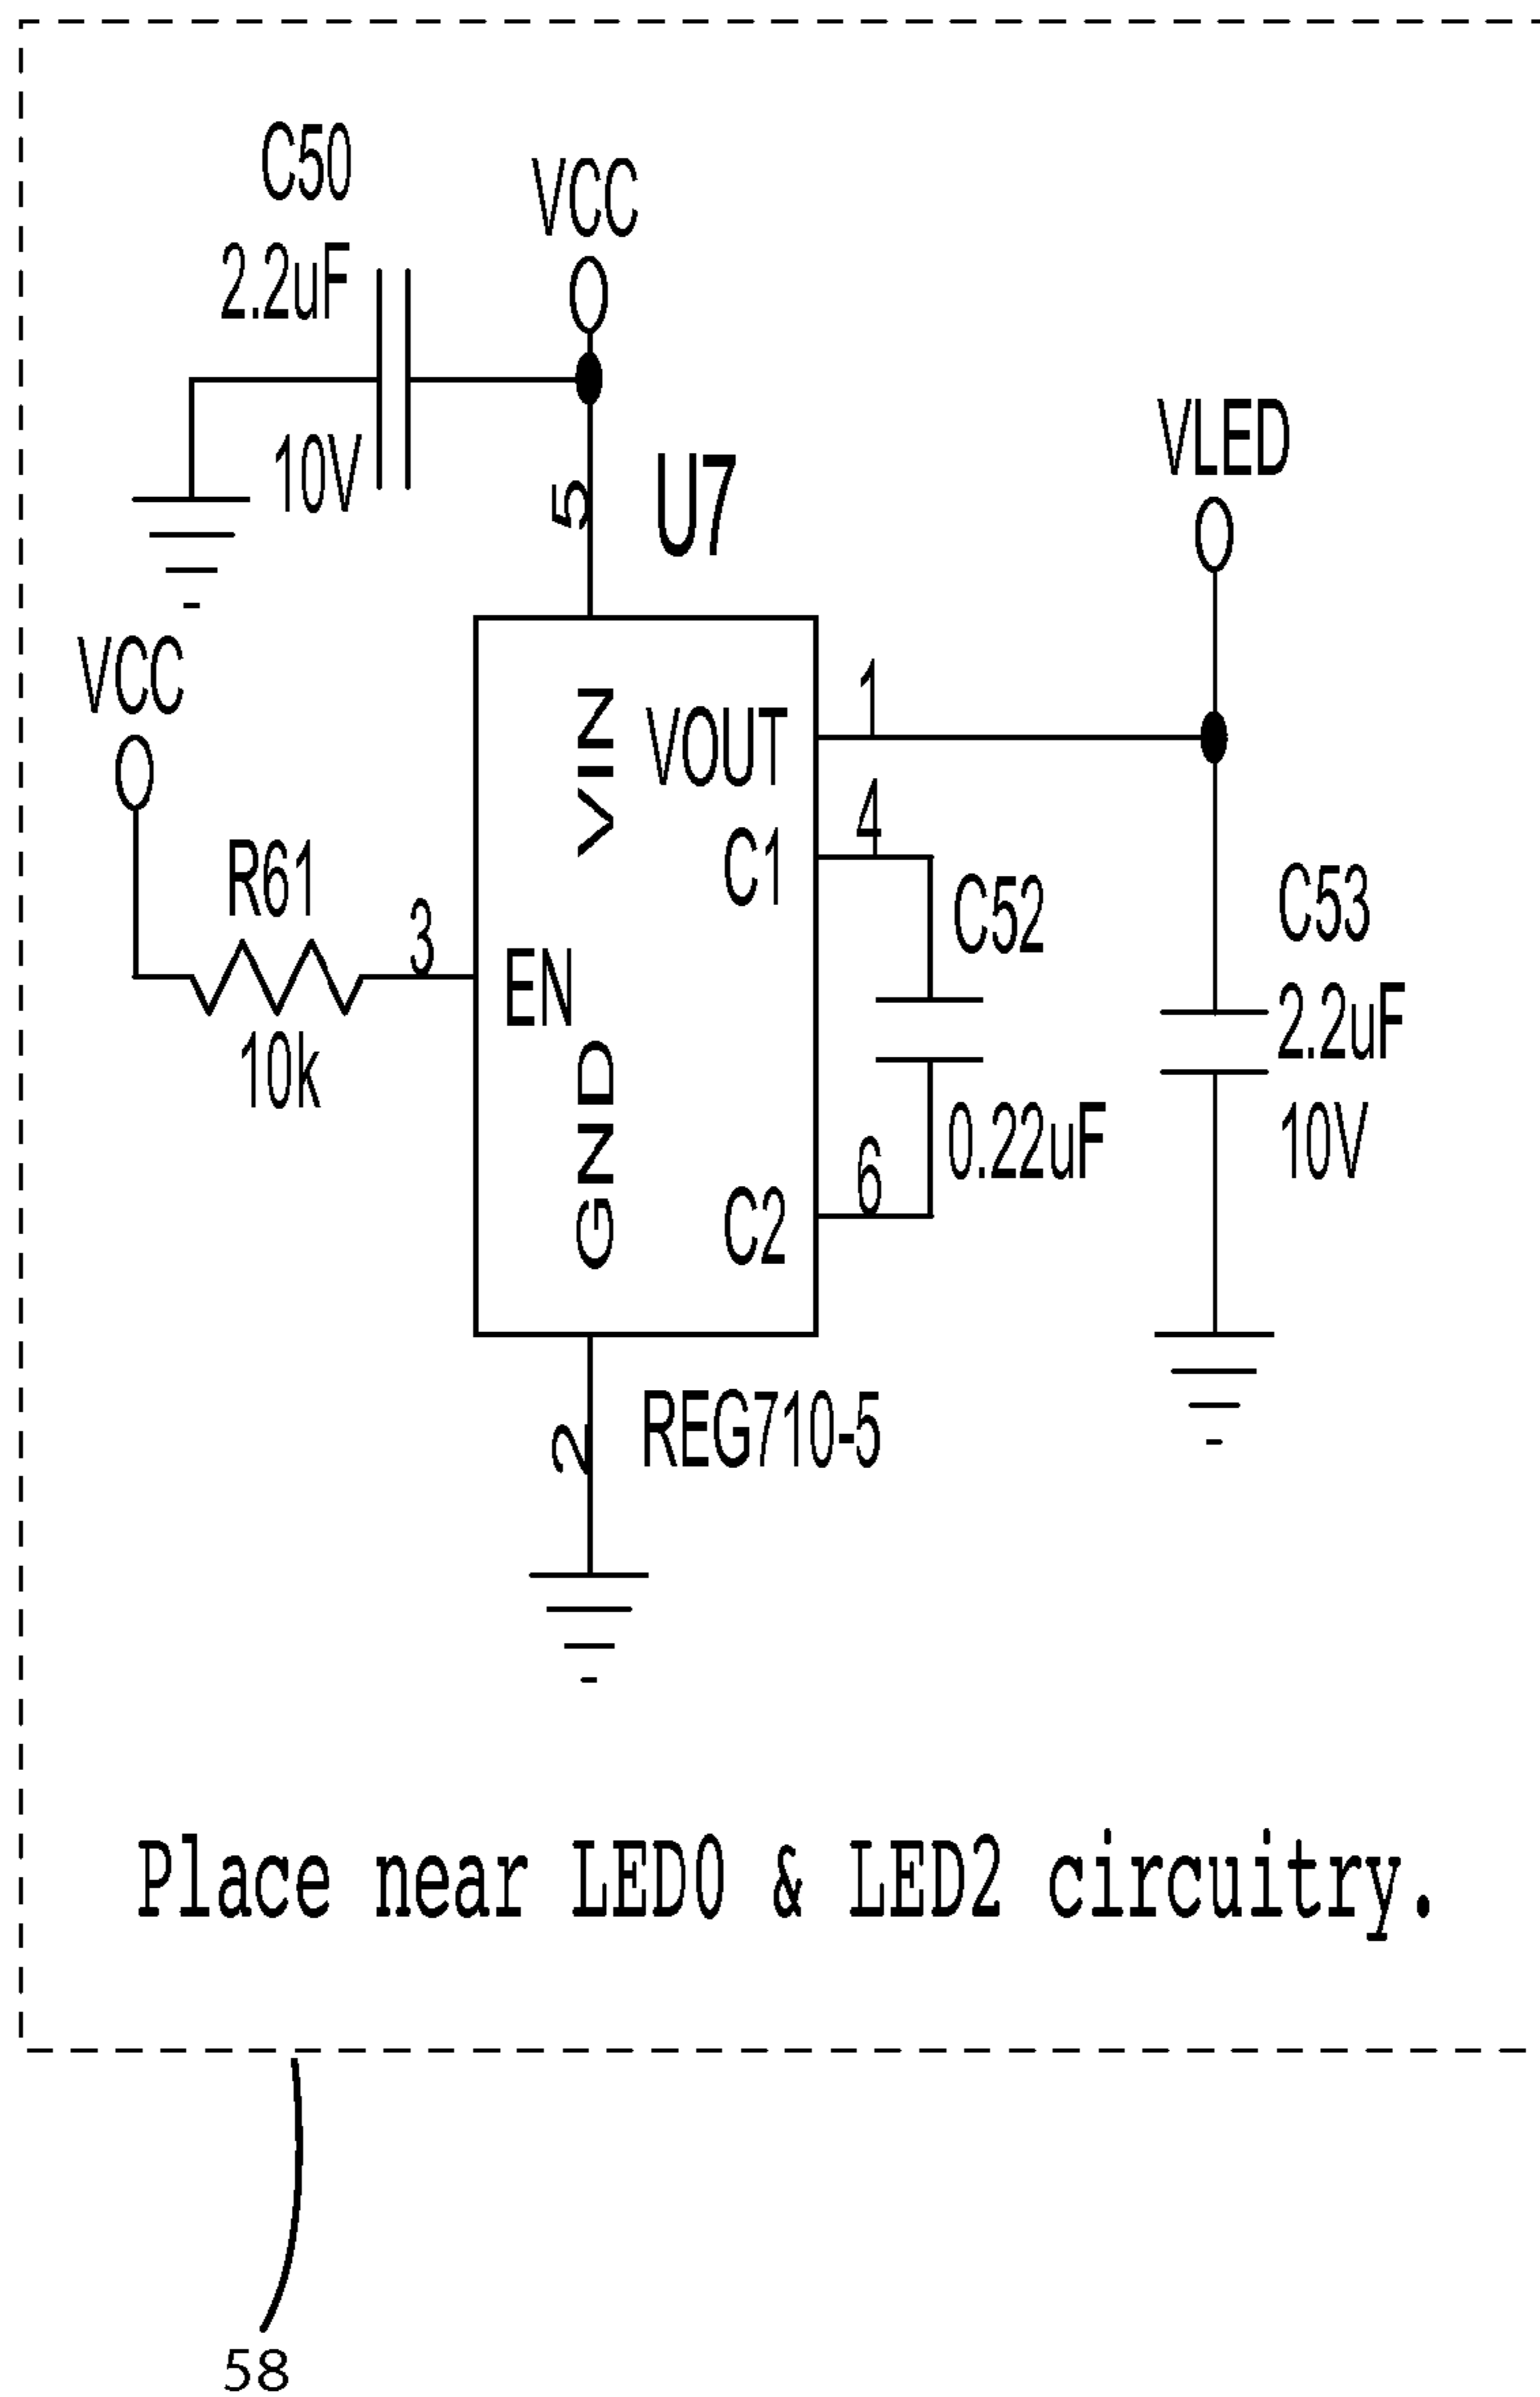 C50
2.2uF
10V
VCC
5
U7
VLED
VCC
R61
10k
3
VIN
VOUT
1
C1
4
EN
GND
C2
6
C52
0.22uF
C53
2.2uF
10V
2
REG710-5
Place near LED0 & LED2 circuitry.
58